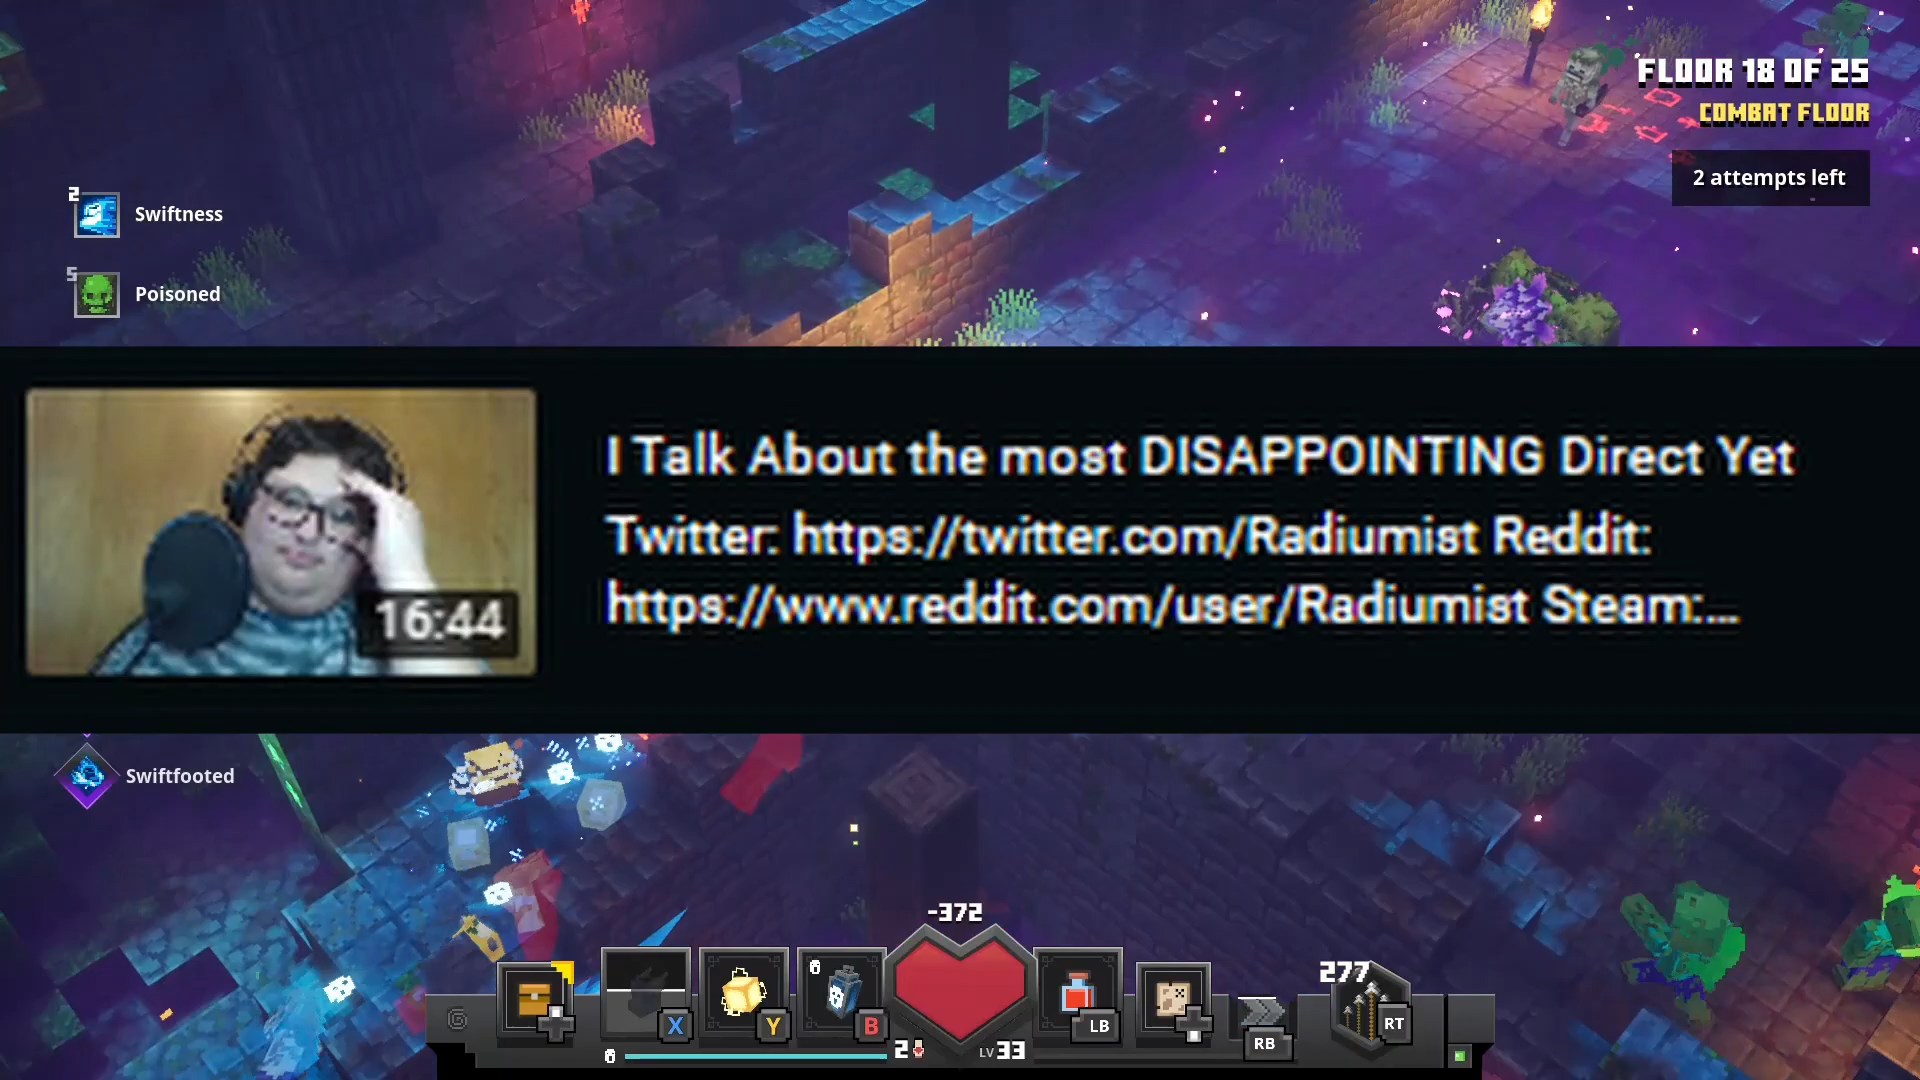 FLOOR 18 OF 25
COMBAT FLOOR
2 attempts left
2
Swiftness
5
Poisoned
I Talk About the most DISAPPOINTING Direct Yet
Twitter: https://twitter.com/Radiumist Reddit:
https://www.reddit.com/user/Radiumist Steam:...
16:44
Swiftfooted
-372
277
X
Y
B
LB
RB
RT
2
LV 33